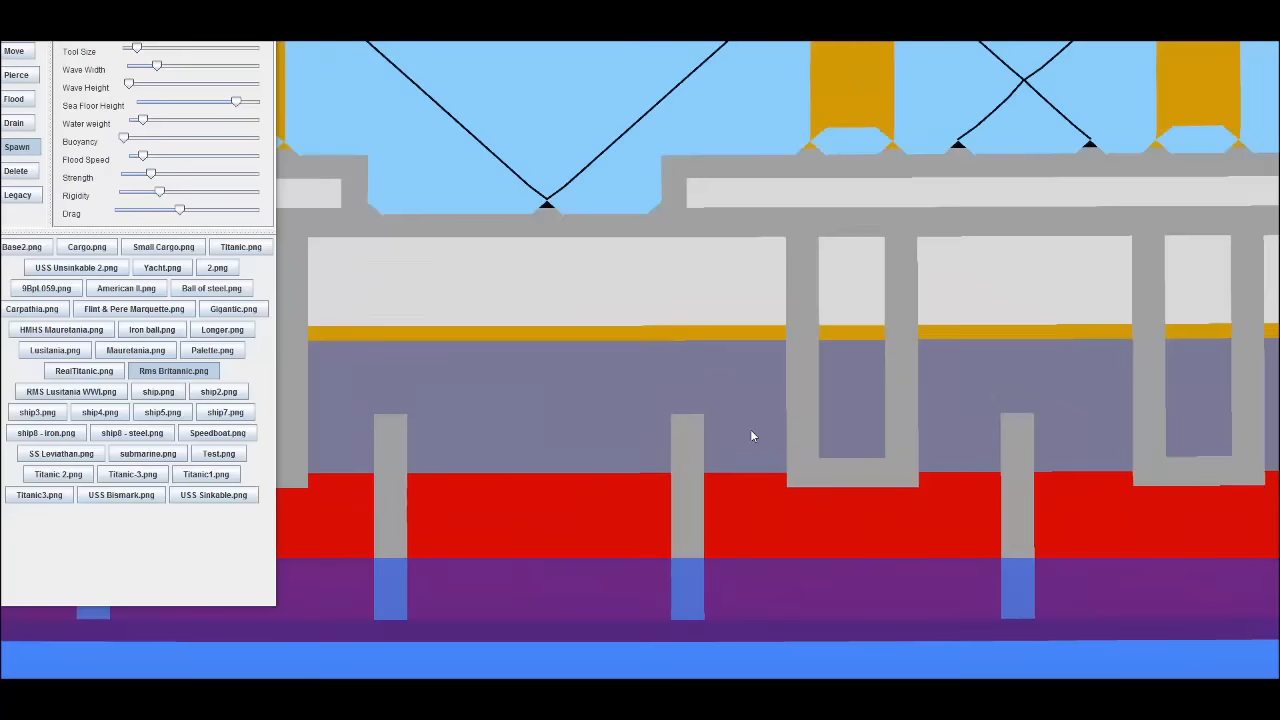 Move
Pierce
Flood
Drain
Spawn
Delete
Legacy
Tool Size
Wave Width
Wave Height
Sea Floor Height
Water weight
Buoyancy
Flood Speed
Strength
Rigidity
Drag
Base2.png Cargo.png Small Cargo.png Titanic.png
USS Unsinkable 2.png Yacht.png 2.png
9BpL059.png American II.png Ball of steel.png
Carpathia.png Flint & Pere Marquette.png Gigantic.png
HMHS Mauretania.png Iron ball.png Longer.png
Lusitania.png Mauretania.png Palette.png
RealTitanic.png Rms Britannic.png
RMS Lusitania WWI.png ship.png ship2.png
ship3.png ship4.png ship5.png ship7.png
ship8 - iron.png ship8 - steel.png Speedboat.png
SS Leviathan.png submarine.png Test.png
Titanic 2.png Titanic-3.png Titanic1.png
Titanic3.png USS Bismark.png USS Sinkable.png